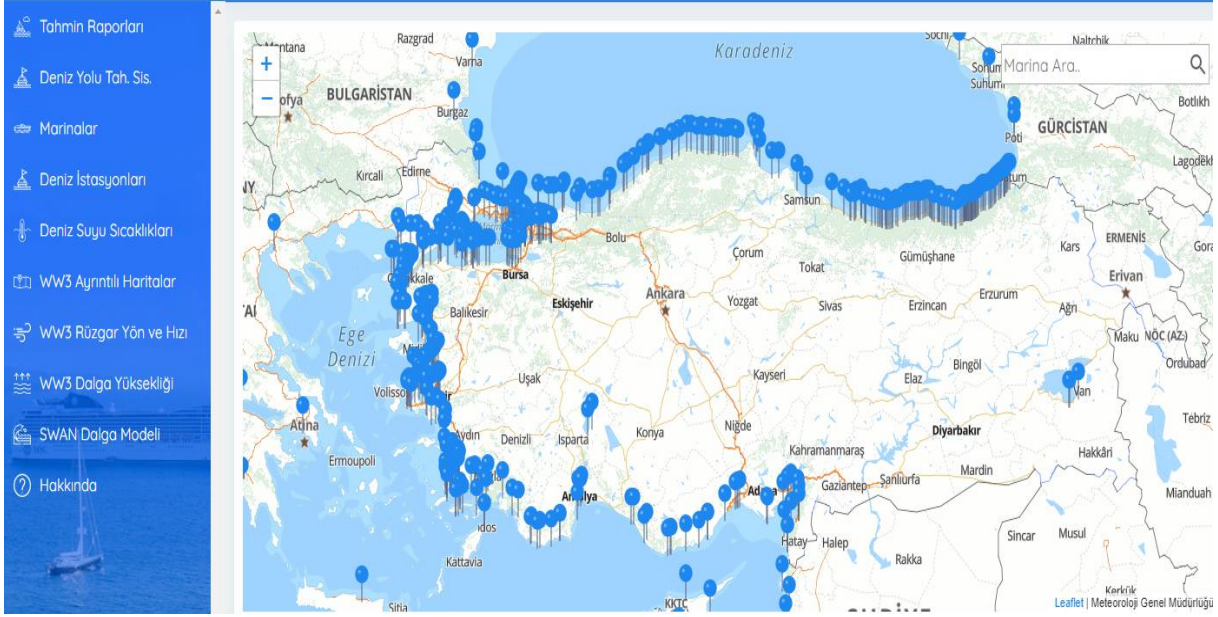 Tahmin Raporları
Deniz Yolu Tah. Sis.
Marinalar
Deniz İstasyonları
Deniz Suyu Sıcaklıkları
WW3 Ayrıntılı Haritalar
WW3 Rüzgar Yön ve Hızı
WW3 Dalga Yüksekliği
SWAN Dalga Modeli
Hakkında
+
−
Marina Ara..
Razgrad
Varna
Karadeniz
Naltchik
BULGARİSTAN
Burgaz
Suhumi
Botlıkh
Poti
GÜRCİSTAN
Kırcali
Edirne
Samsun
Bolu
Çorum
Tokat
Gümüşhane
Kars
ERMENİS
Erivan
Bursa
Ankara
Balıkesir
Eskişehir
Yozgat
Sivas
Erzincan
Erzurum
Ağrı
Maku
NÖC (AZ.)
Ordubad
Ege
Denizi
Uşak
Kayseri
Elaz
Bingöl
Van
Volisso
Atina
Aydın
Denizli
Isparta
Konya
Niğde
Diyarbakır
Tebriz
Hakkâri
Ermoupoli
Kahramanmaraş
Mardin
Gaziantep
Şanlıurfa
Mianduah
Hatay
Halep
Sincar
Musul
Rakka
Kattavia
Sitia
KKTC
Kerkük
Leaflet | Meteoroloji Genel Müdürlüğü